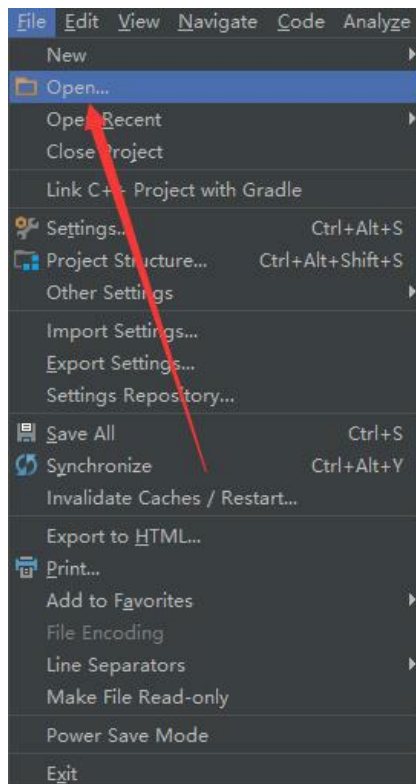 File Edit View Navigate Code Analyze
New
Open...
Open Recent
Close Project
Link C++ Project with Gradle
Settings... Ctrl+Alt+S
Project Structure... Ctrl+Alt+Shift+S
Other Settings
Import Settings...
Export Settings...
Settings Repository...
Save All Ctrl+S
Synchronize Ctrl+Alt+Y
Invalidate Caches / Restart...
Export to HTML...
Print...
Add to Favorites
File Encoding
Line Separators
Make File Read-only
Power Save Mode
Exit